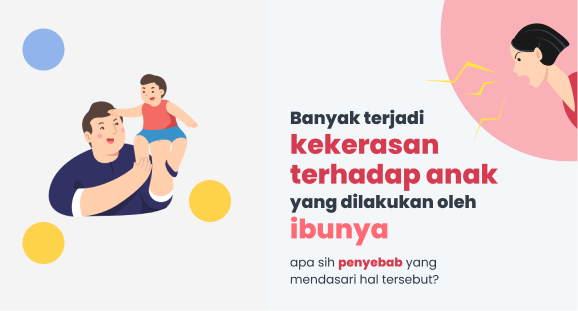 Banyak terjadi
kekerasan
terhadap anak
yang dilakukan oleh
ibunya
apa sih penyebab yang
mendasari hal tersebut?